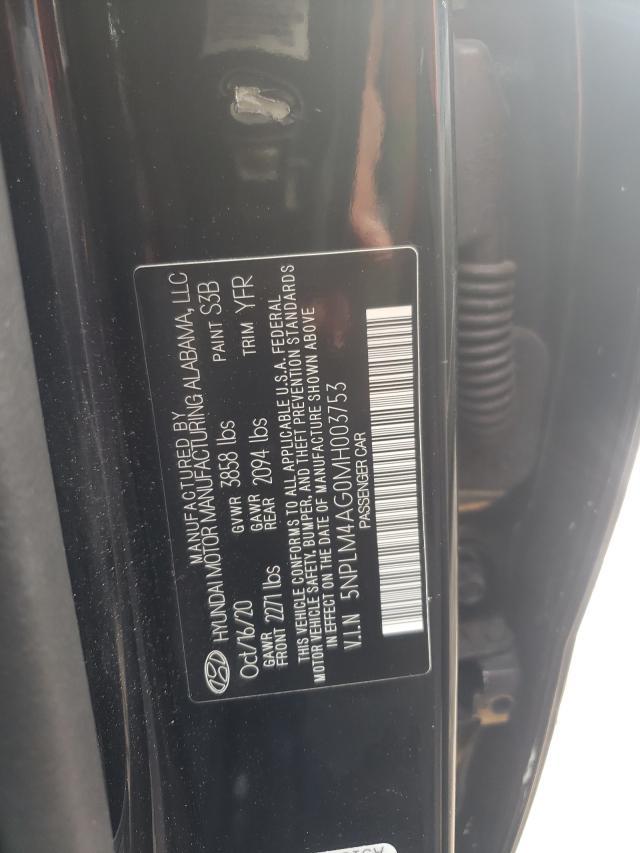 MANUFACTURED BY
HYUNDAI MOTOR MANUFACTURING ALABAMA, LLC
Oct/16/20 GVWR 3858 lbs PAINT S3B
GAWR FRONT 2271 lbs GAWR REAR 2094 lbs TRIM YFR
THIS VEHICLE CONFORMS TO ALL APPLICABLE U.S.A. FEDERAL
MOTOR VEHICLE SAFETY, BUMPER, AND THEFT PREVENTION STANDARDS
IN EFFECT ON THE DATE OF MANUFACTURE SHOWN ABOVE
V.I.N 5NPLM4AG0MH003753
PASSENGER CAR